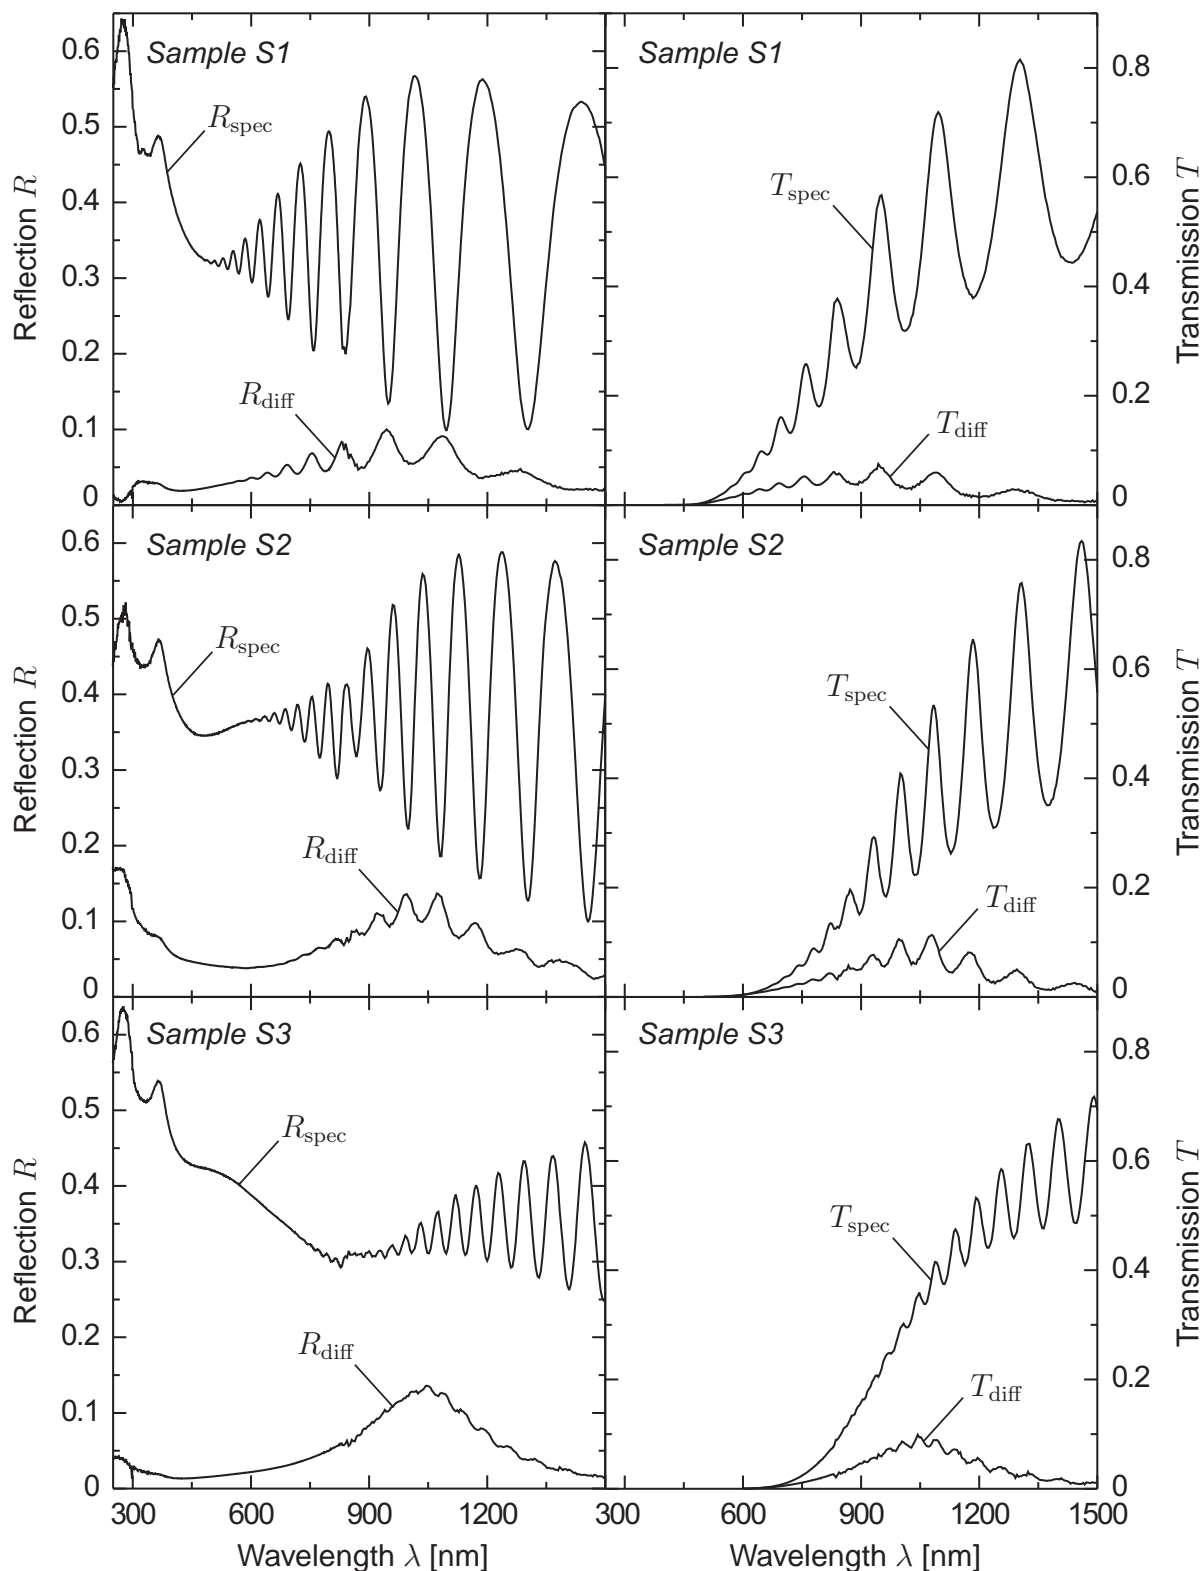 Sample S1
Reflection R
0.6
0.5
0.4
0.3
0.2
0.1
0
R_spec
R_diff
Sample S1
T_spec
T_diff
0.8
0.6
0.4
0.2
0
Transmission T
Sample S2
Reflection R
0.6
0.5
0.4
0.3
0.2
0.1
0
R_spec
R_diff
Sample S2
T_spec
T_diff
0.8
0.6
0.4
0.2
0
Transmission T
Sample S3
Reflection R
0.6
0.5
0.4
0.3
0.2
0.1
0
R_spec
R_diff
Sample S3
T_spec
T_diff
0.8
0.6
0.4
0.2
0
Transmission T
300 600 900 1200
Wavelength λ [nm]
300 600 900 1200 1500
Wavelength λ [nm]